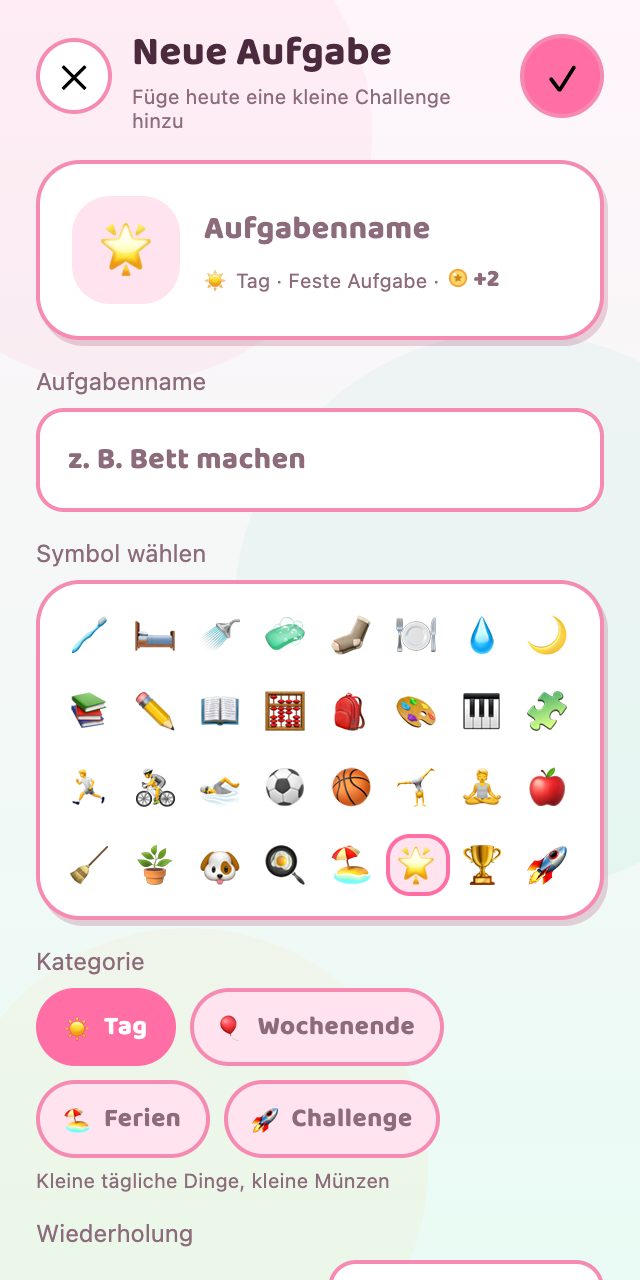 Neue Aufgabe
Füge heute eine kleine Challenge
hinzu
Aufgabenname
Tag · Feste Aufgabe · +2
Aufgabenname
z. B. Bett machen
Symbol wählen
Kategorie
Tag
Wochenende
Ferien
Challenge
Kleine tägliche Dinge, kleine Münzen
Wiederholung